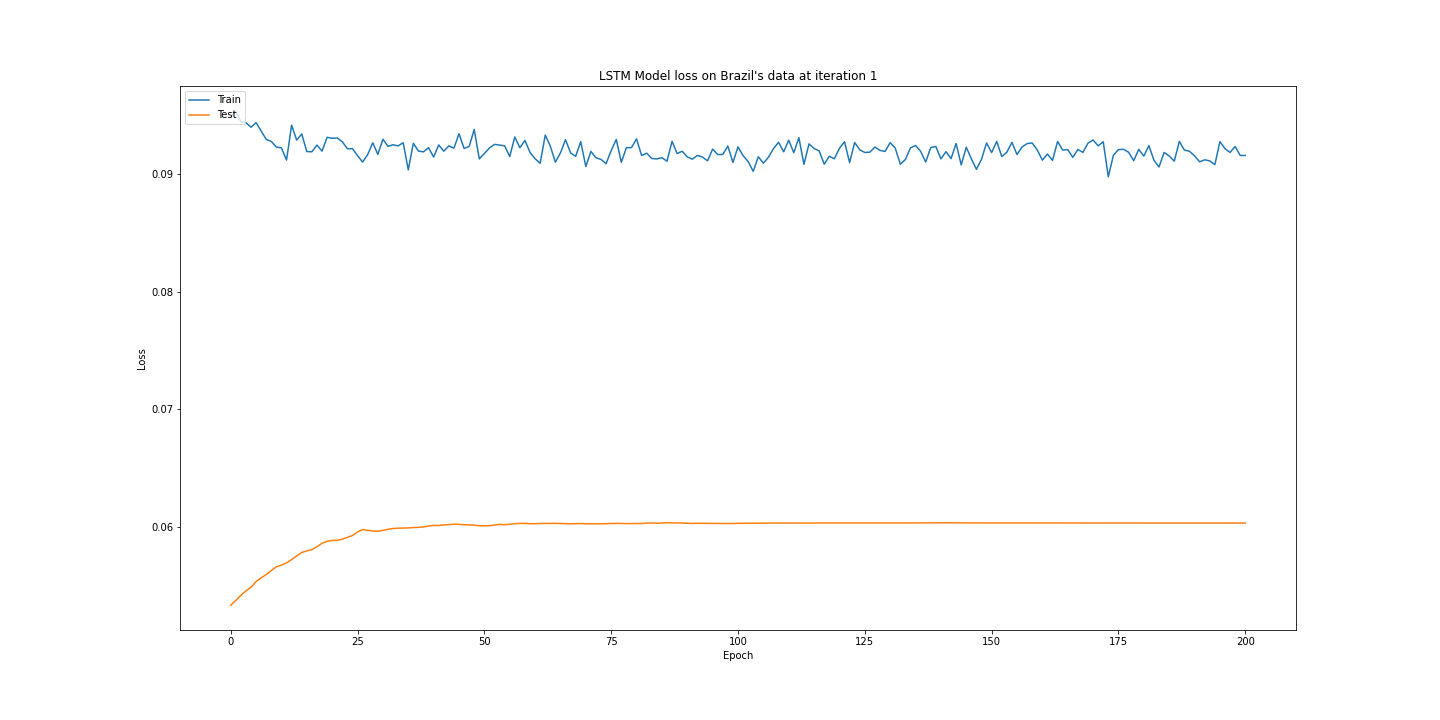 LSTM Model loss on Brazil's data at iteration 1
Train
Test
0.09
0.08
0.07
0.06
Loss
0 25 50 75 100 125 150 175 200
Epoch